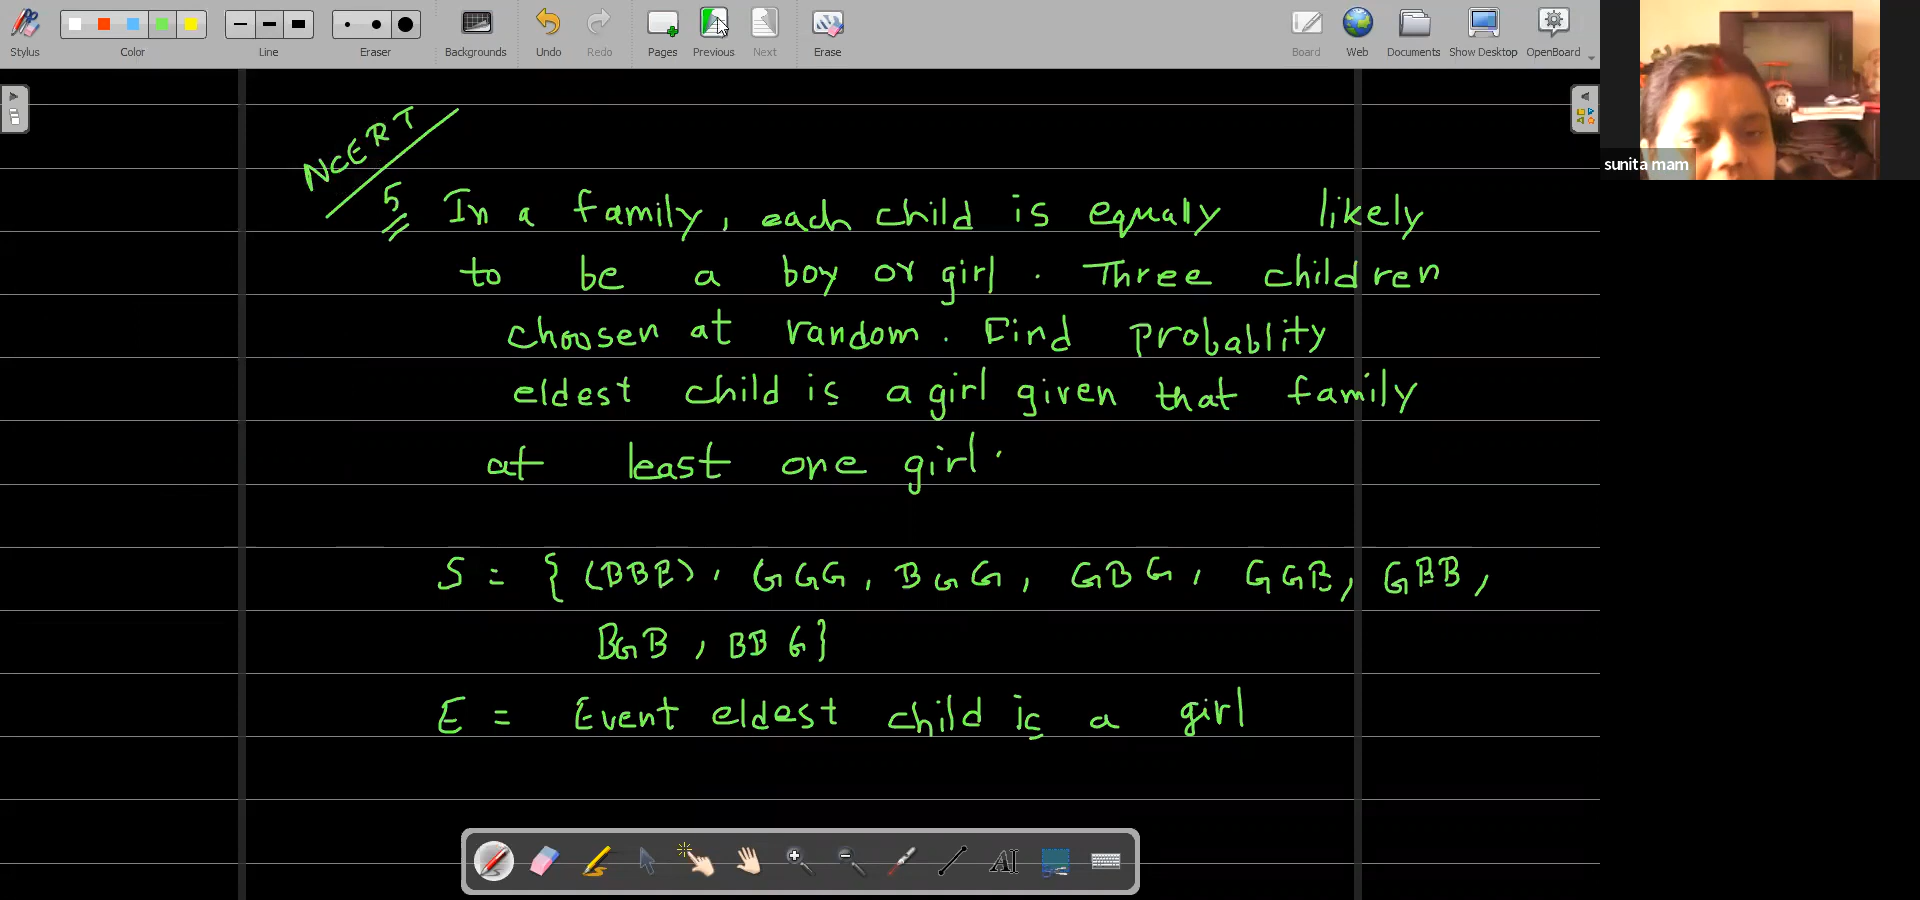 Stylus Color Line Eraser Backgrounds Undo Redo Pages Previous Next Erase Board Web Documents Show Desktop OpenBoard
sunita mam
NCERT
5 In a family, each child is equally likely
to be a boy or girl. Three children
choosen at random. Find probablity
eldest child is a girl given that family
at least one girl.
S = { (BBB), GGG, BGG, GBG, GGB, GBB,
BGB, BBG}
E = Event eldest child is a girl
AI